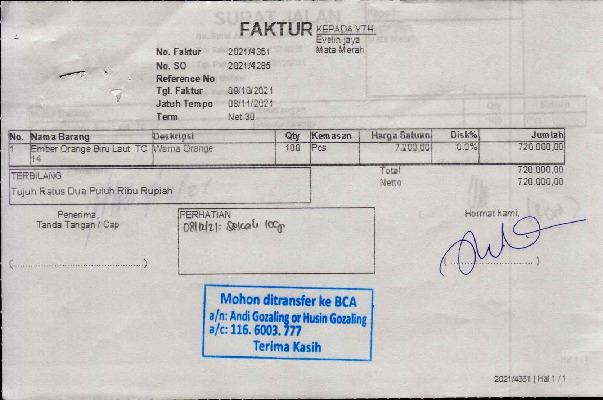 FAKTUR
KEPADA YTH
Evelin jaya
Mata Merah
No. Faktur 2021/4351
No. SO 2021/4285
Reference No
Tgl. Faktur 09/10/2021
Jatuh Tempo 08/11/2021
Term Net 30
No. Nama Barang Deskripsi Qty Kemasan Harga Satuan Disk% Jumlah
1 Ember Orange Biru Laut TC 14 Warna Orange 100 Pcs 7.200,00 0.0% 720.000,00
Total 720.000,00
Netto 720.000,00
TERBILANG
Tujuh Ratus Dua Puluh Ribu Rupiah
Penerima,
Tanda Tangan / Cap
PERHATIAN
Hormat kami,
Mohon ditransfer ke BCA
a/n: Andi Gozaling or Husin Gozaling
a/c: 116. 6003. 777
Terima Kasih
2021/4351 | Hal 1 / 1